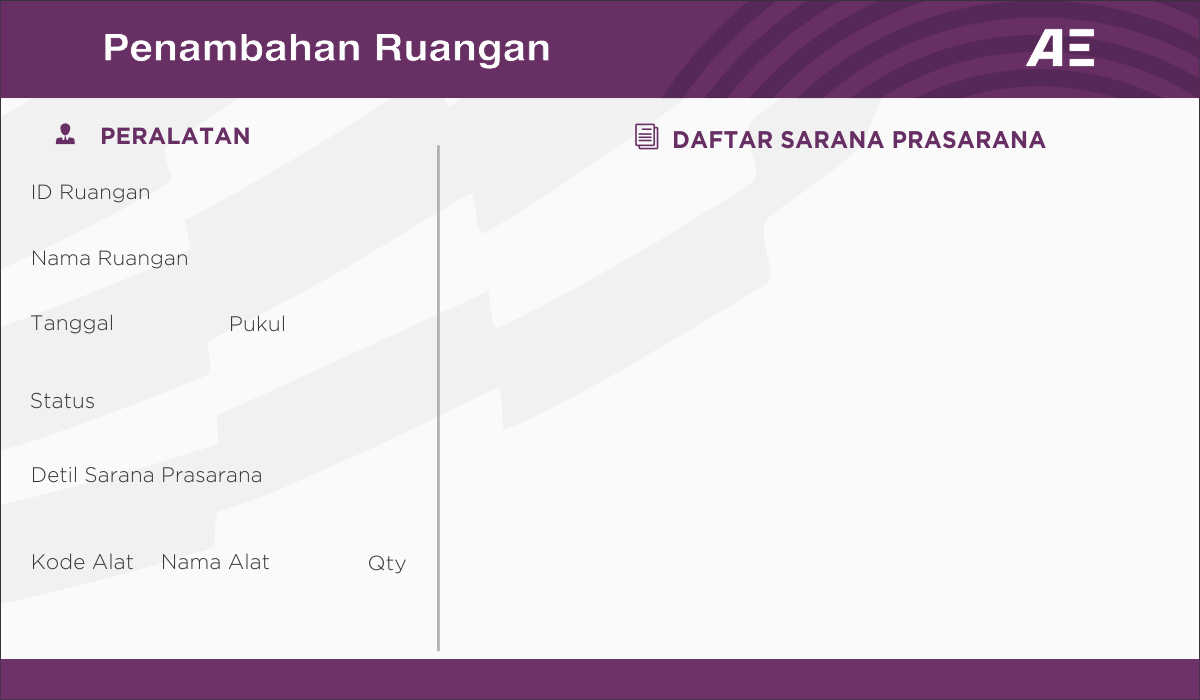 Penambahan Ruangan
AE
PERALATAN
DAFTAR SARANA PRASARANA
ID Ruangan
Nama Ruangan
Tanggal Pukul
Status
Detil Sarana Prasarana
Kode Alat Nama Alat Qty